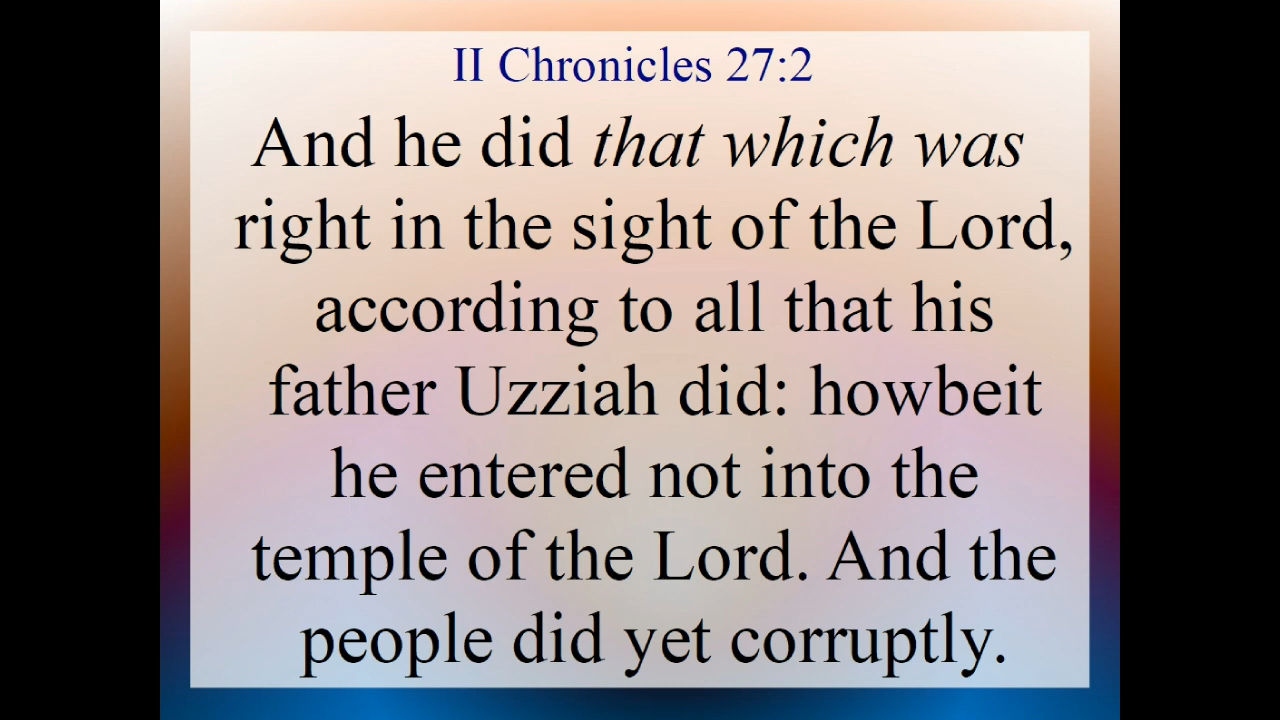 II Chronicles 27:2
And he did that which was
right in the sight of the Lord,
according to all that his
father Uzziah did: howbeit
he entered not into the
temple of the Lord. And the
people did yet corruptly.